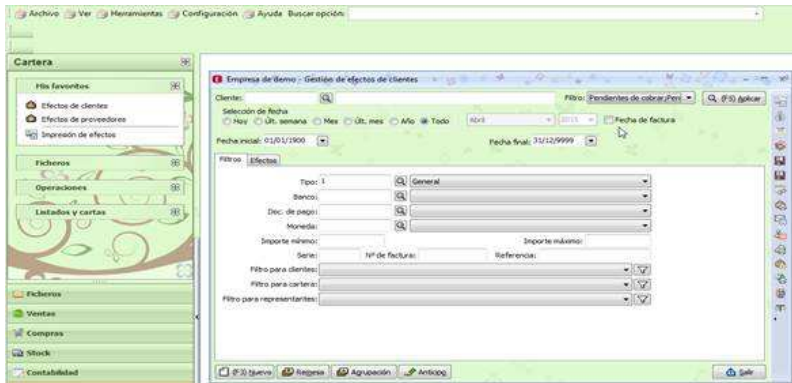 Archivo Ver Herramientas Configuración Ayuda Buscar opción:
Cartera
Mis favoritos
Efectos de clientes
Efectos de proveedores
Impresión de efectos
Ficheros
Operaciones
Listados y cartas
Ficheros
Ventas
Compras
Stock
Contabilidad
Empresa de demo - Gestión de efectos de clientes
Cliente: Filtro: Pendientes de cobrar;Pen (F5) Aplicar
Selección de fecha
Hoy Últ. semana Mes Últ. mes Año Todo Abril 2015 Fecha de factura
Fecha inicial: 01/01/1900 Fecha final: 31/12/9999
Filtros Efectos
Tipo: 1 General
Banco:
Doc. de pago:
Moneda:
Importe mínimo: Importe máximo:
Serie: Nº de factura: Referencia:
Filtro para clientes:
Filtro para cartera:
Filtro para representantes:
(F3) Nuevo Remesa Agrupación Anticipo Salir